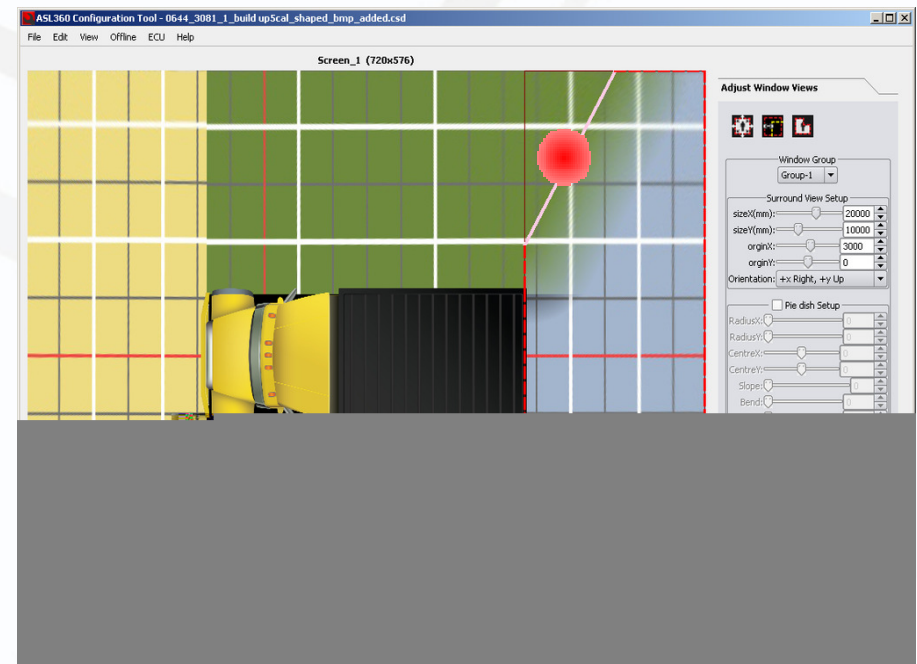 ASL360 Configuration Tool - 0644_3081_1_build up5cal_shaped_bmp_added.csd
File Edit View Offline ECU Help
Screen_1 (720x576)
Adjust Window Views
Window Group
Group-1
Surround View Setup
sizeX(mm): 20000
sizeY(mm): 10000
orginX: 3000
orginY: 0
Orientation: +x Right, +y Up
Pie dish Setup
RadiusX: 0
RadiusY: 0
CentreX: 0
CentreY: 0
Slope: 0
Bend: 0